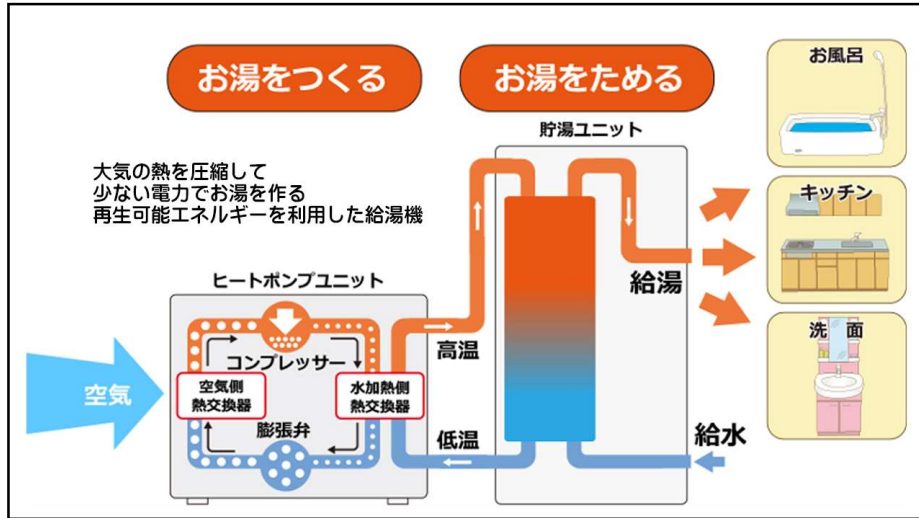 お湯をつくる
お湯をためる
大気の熱を圧縮して
少ない電力でお湯を作る
再生可能エネルギーを利用した給湯機
貯湯ユニット
お風呂
キッチン
洗面
ヒートポンプユニット
コンプレッサー
空気
空気側
熱交換器
水加熱側
熱交換器
膨張弁
高温
低温
給湯
給水